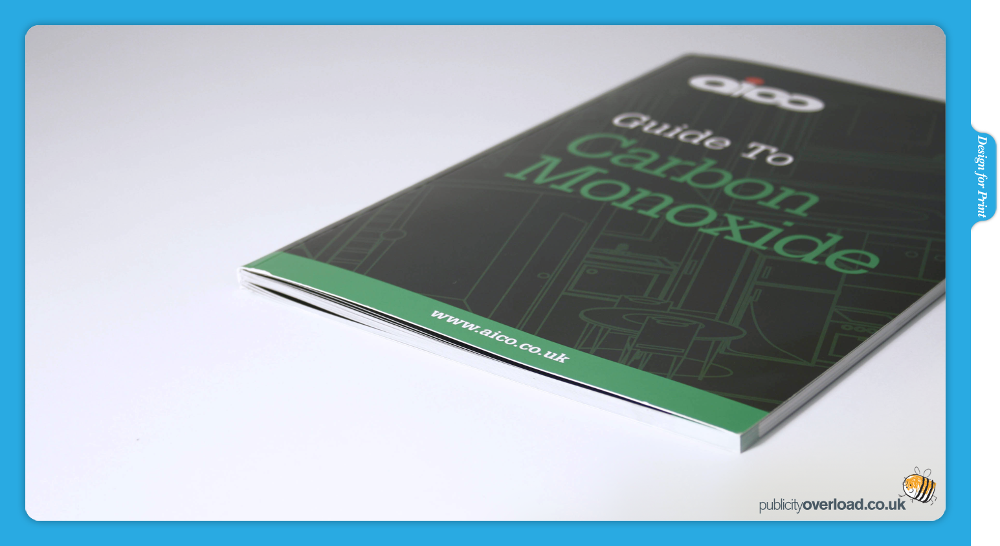 aico
Guide To
Carbon
Monoxide
www.aico.co.uk
Design for Print
publicityoverload.co.uk